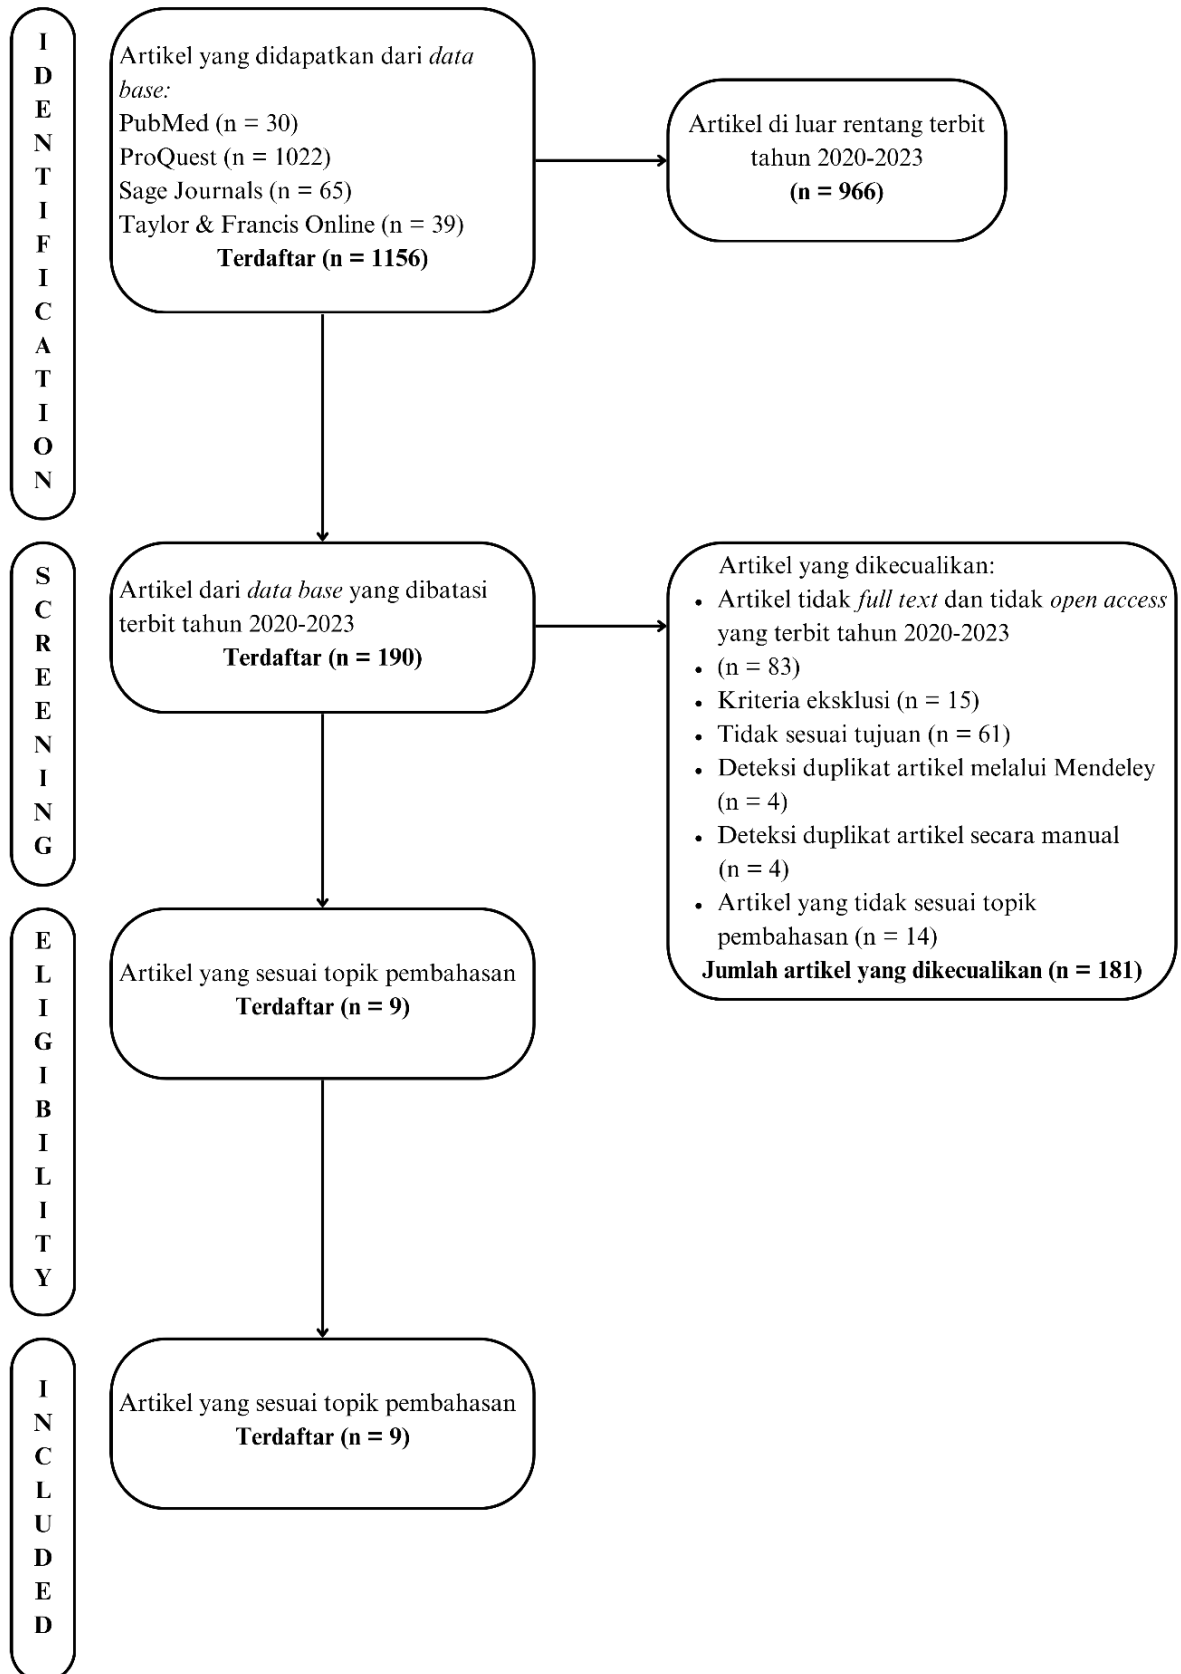 IDENTIFICATION
Artikel yang didapatkan dari data
base:
PubMed (n = 30)
ProQuest (n = 1022)
Sage Journals (n = 65)
Taylor & Francis Online (n = 39)
Terdaftar (n = 1156)
Artikel di luar rentang terbit
tahun 2020-2023
(n = 966)
SCREENING
Artikel dari data base yang dibatasi
terbit tahun 2020-2023
Terdaftar (n = 190)
Artikel yang dikecualikan:
• Artikel tidak full text dan tidak open access
yang terbit tahun 2020-2023
• (n = 83)
• Kriteria eksklusi (n = 15)
• Tidak sesuai tujuan (n = 61)
• Deteksi duplikat artikel melalui Mendeley
(n = 4)
• Deteksi duplikat artikel secara manual
(n = 4)
• Artikel yang tidak sesuai topik
pembahasan (n = 14)
Jumlah artikel yang dikecualikan (n = 181)
ELIGIBILITY
Artikel yang sesuai topik pembahasan
Terdaftar (n = 9)
INCLUDED
Artikel yang sesuai topik pembahasan
Terdaftar (n = 9)